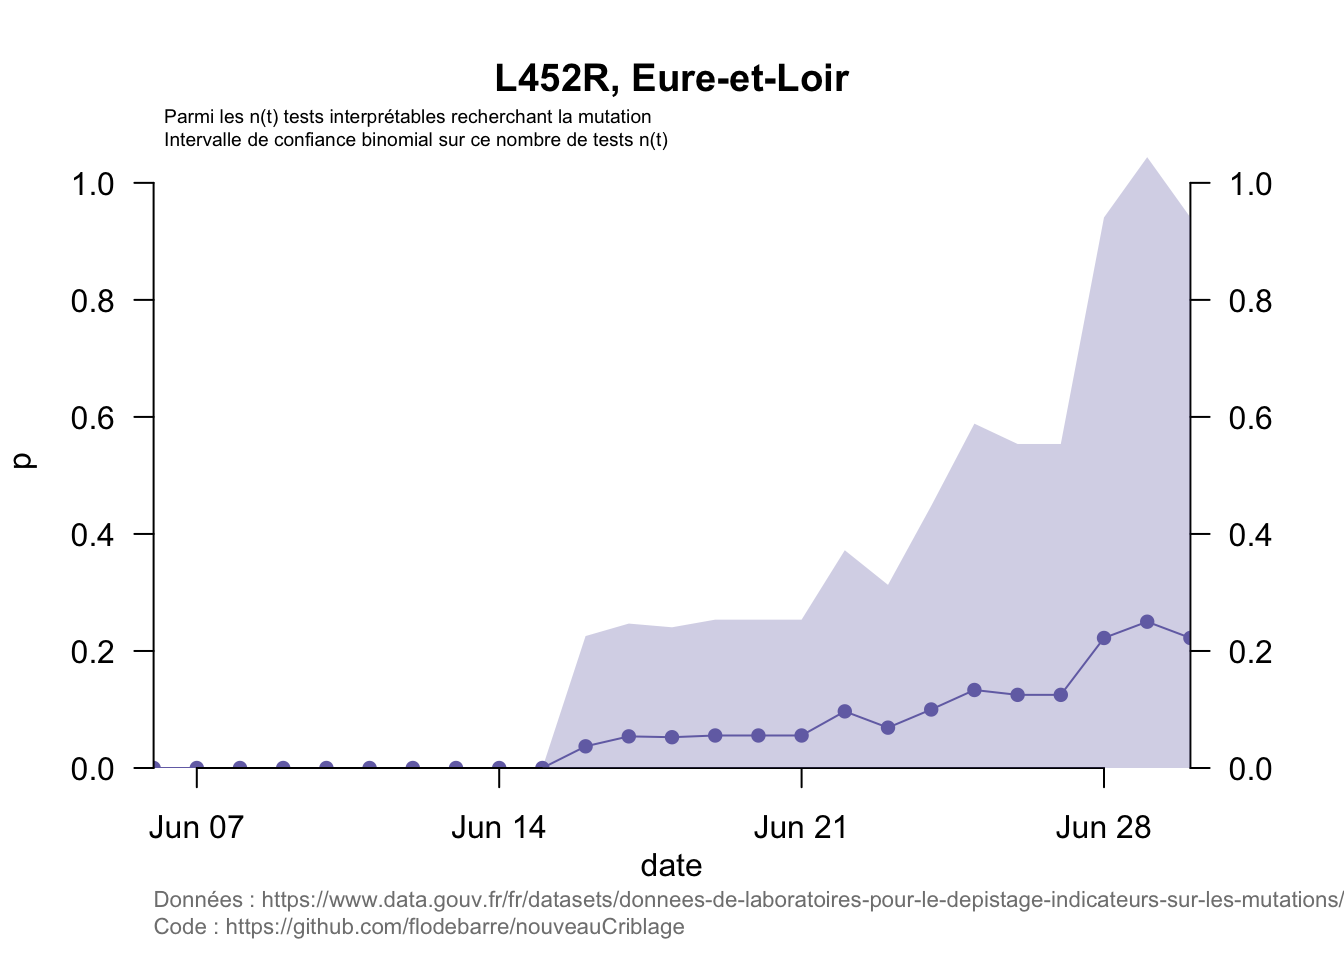 L452R, Eure-et-Loir
Parmi les n(t) tests interprétables recherchant la mutation
Intervalle de confiance binomial sur ce nombre de tests n(t)
1.0 1.0
0.8 0.8
0.6 0.6
p
0.4 0.4
0.2 0.2
0.0 0.0
Jun 07 Jun 14 Jun 21 Jun 28
date
Données : https://www.data.gouv.fr/fr/datasets/donnees-de-laboratoires-pour-le-depistage-indicateurs-sur-les-mutations/
Code : https://github.com/flodebarre/nouveauCriblage